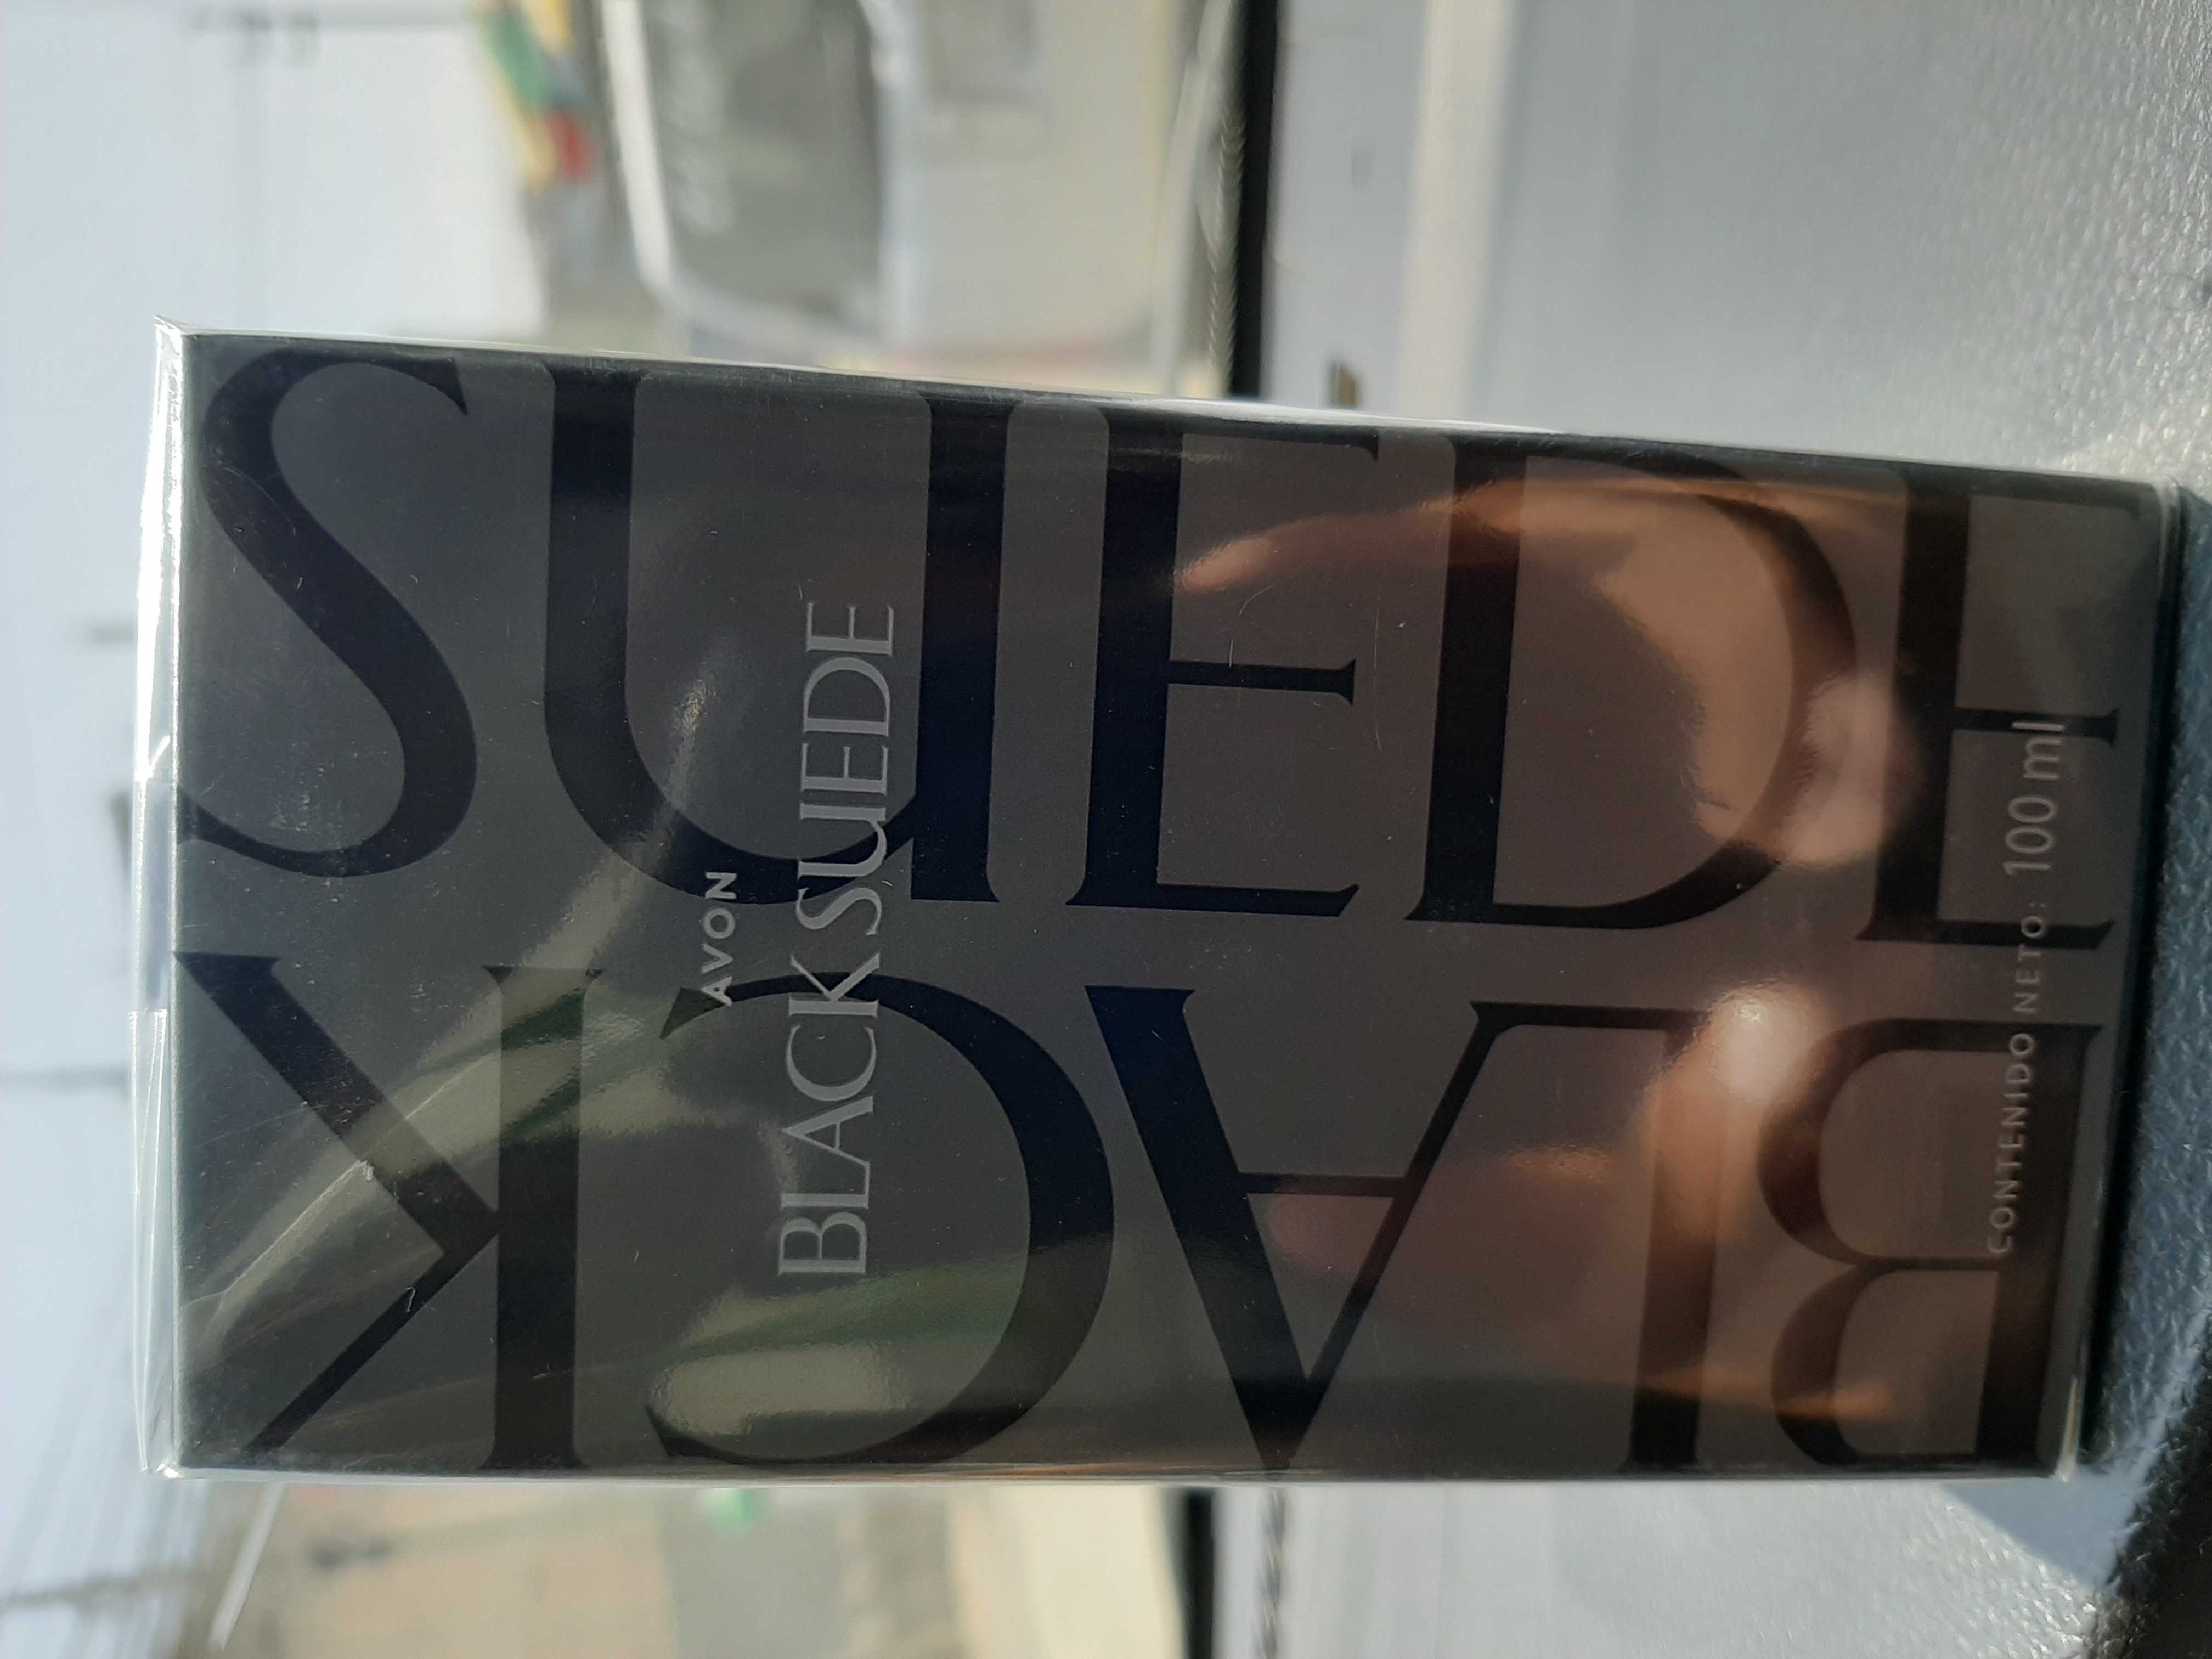 BLACK
SUEDE
AVON
BLACK SUEDE
CONTENIDO NETO: 100 ml